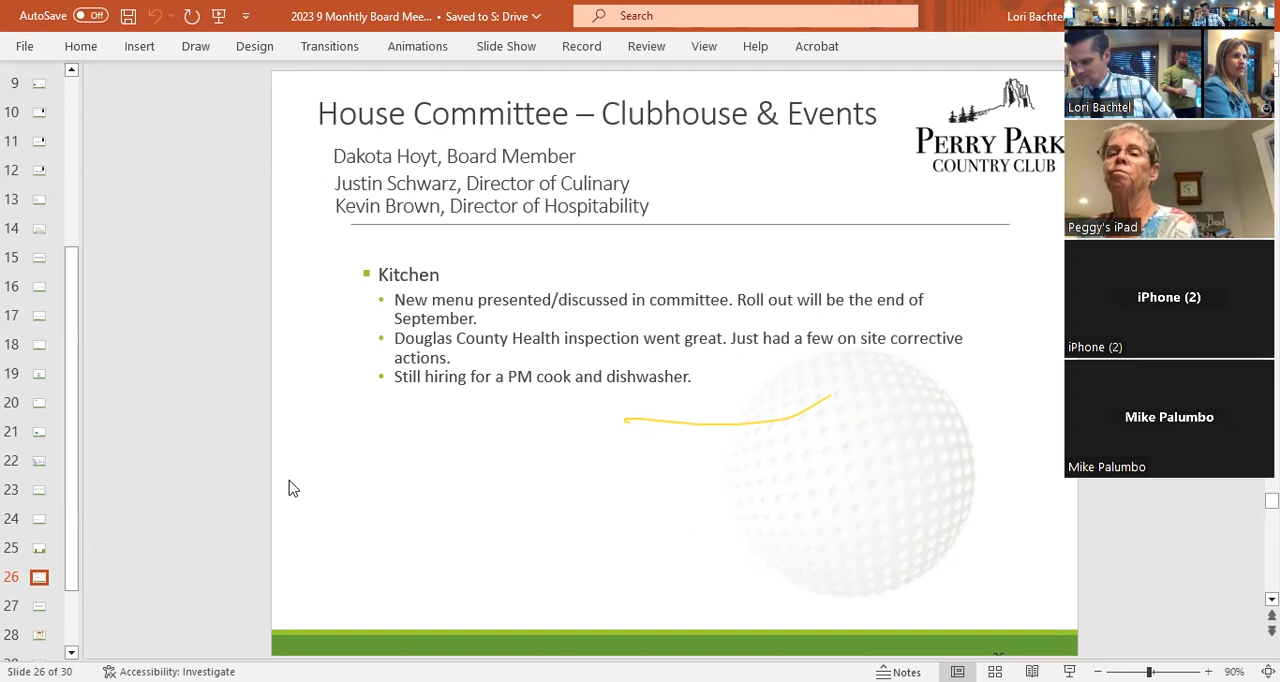 AutoSave Off 2023 9 Monhtly Board Mee... • Saved to S: Drive Search Lori Bachtel
File Home Insert Draw Design Transitions Animations Slide Show Record Review View Help Acrobat
9
10
11
12
13
14
15
16
17
18
19
20
21
22
23
24
25
26
27
28
House Committee – Clubhouse & Events
Dakota Hoyt, Board Member
Justin Schwarz, Director of Culinary
Kevin Brown, Director of Hospitability
PERRY PARK
COUNTRY CLUB
Kitchen
New menu presented/discussed in committee. Roll out will be the end of
September.
Douglas County Health inspection went great. Just had a few on site corrective
actions.
Still hiring for a PM cook and dishwasher.
Lori Bachtel
Peggy's iPad
iPhone (2)
iPhone (2)
Mike Palumbo
Mike Palumbo
Slide 26 of 30 Accessibility: Investigate Notes 90%